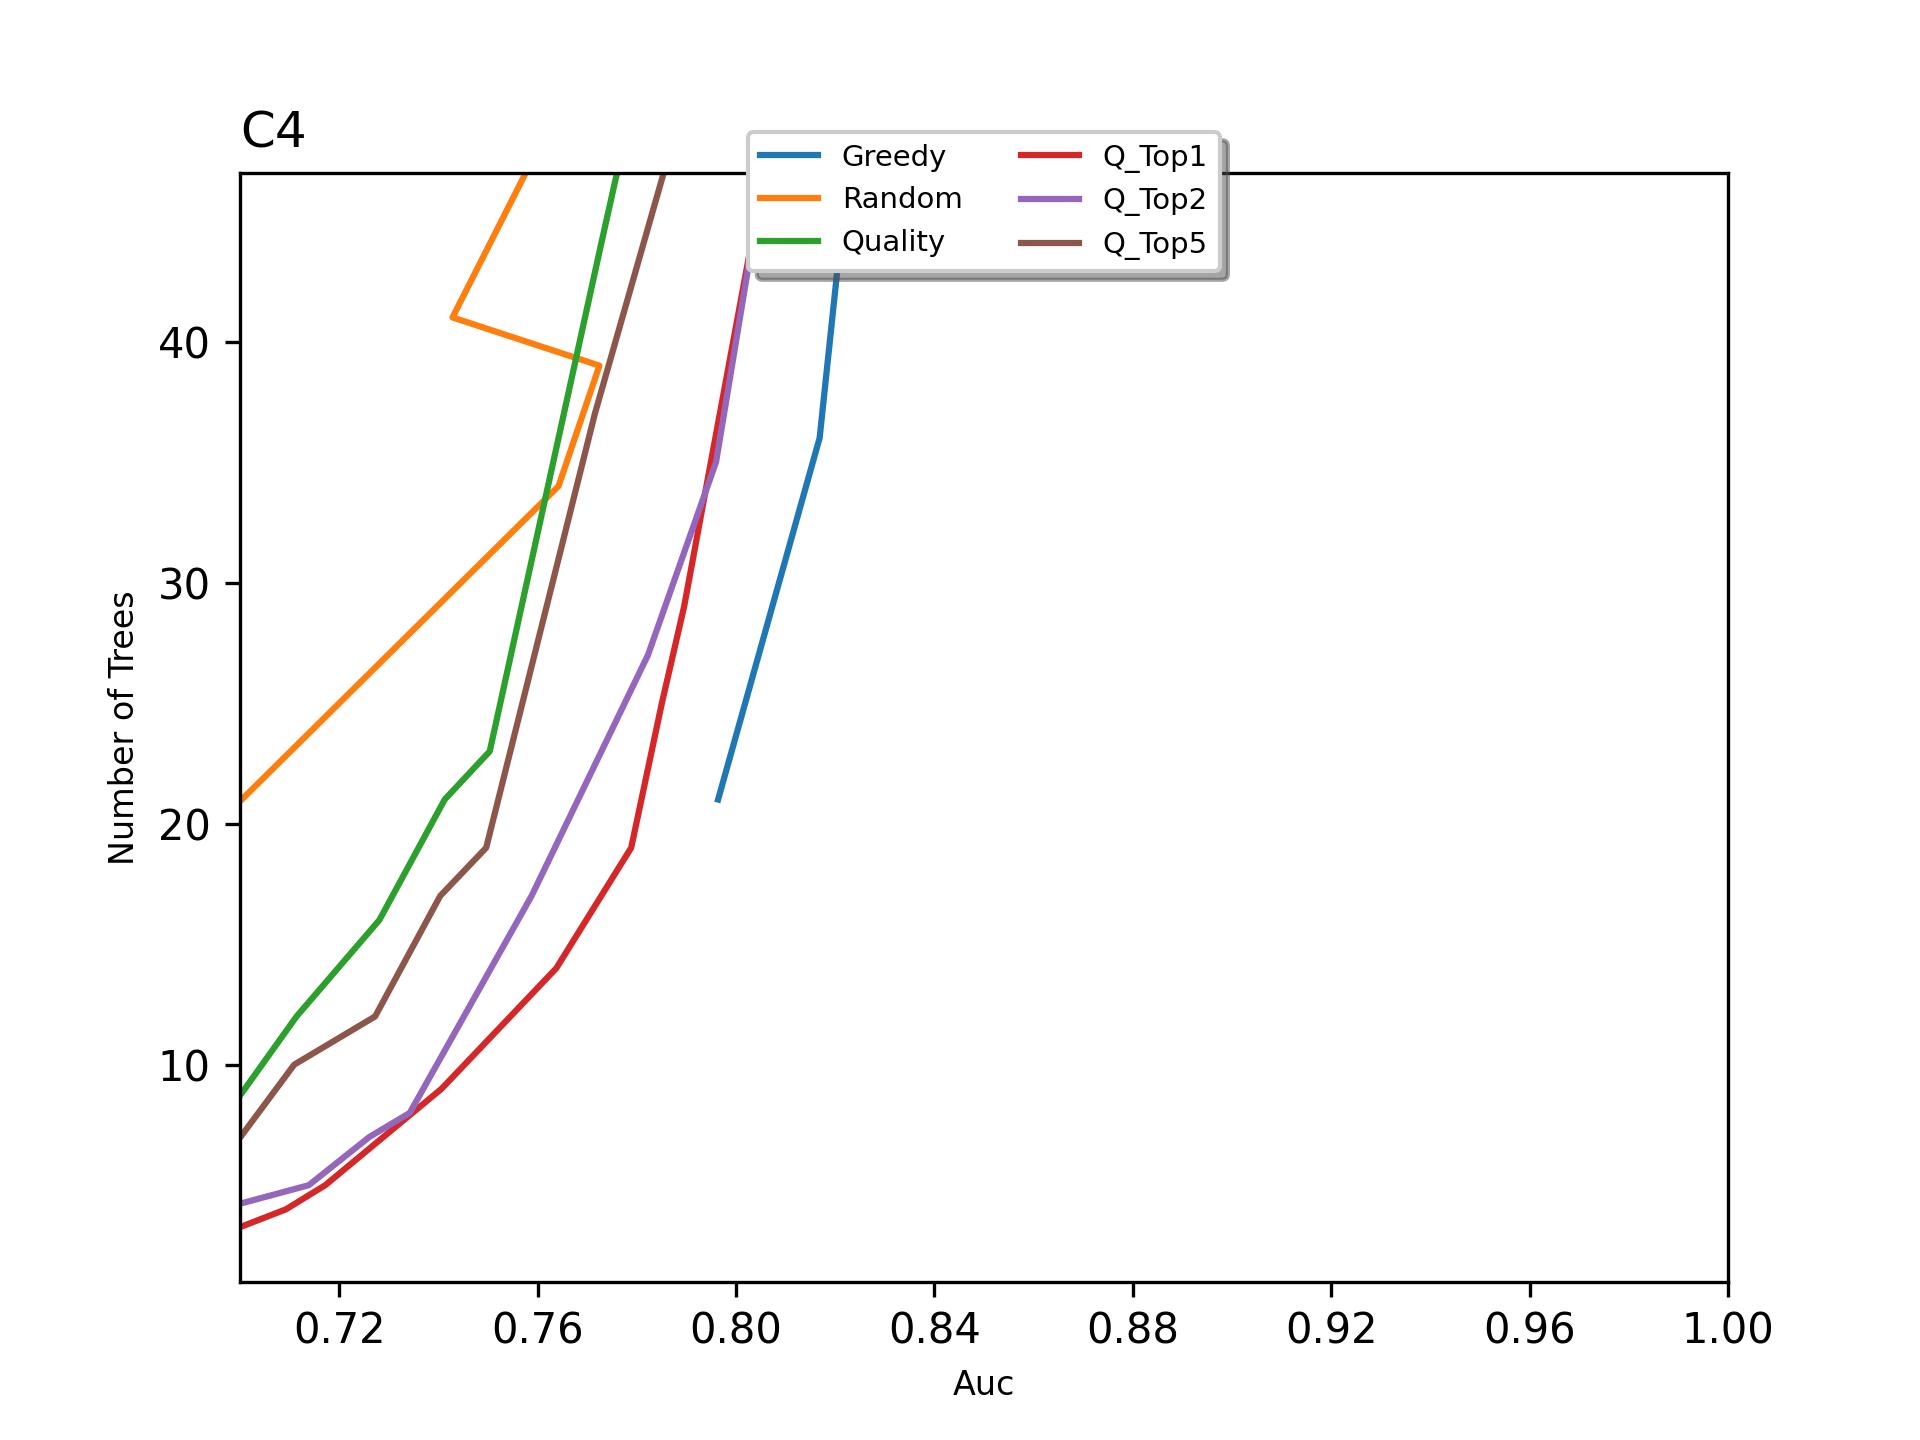 C4
Greedy
Random
Quality
Q_Top1
Q_Top2
Q_Top5
40
30
20
10
Number of Trees
0.72 0.76 0.80 0.84 0.88 0.92 0.96 1.00
Auc